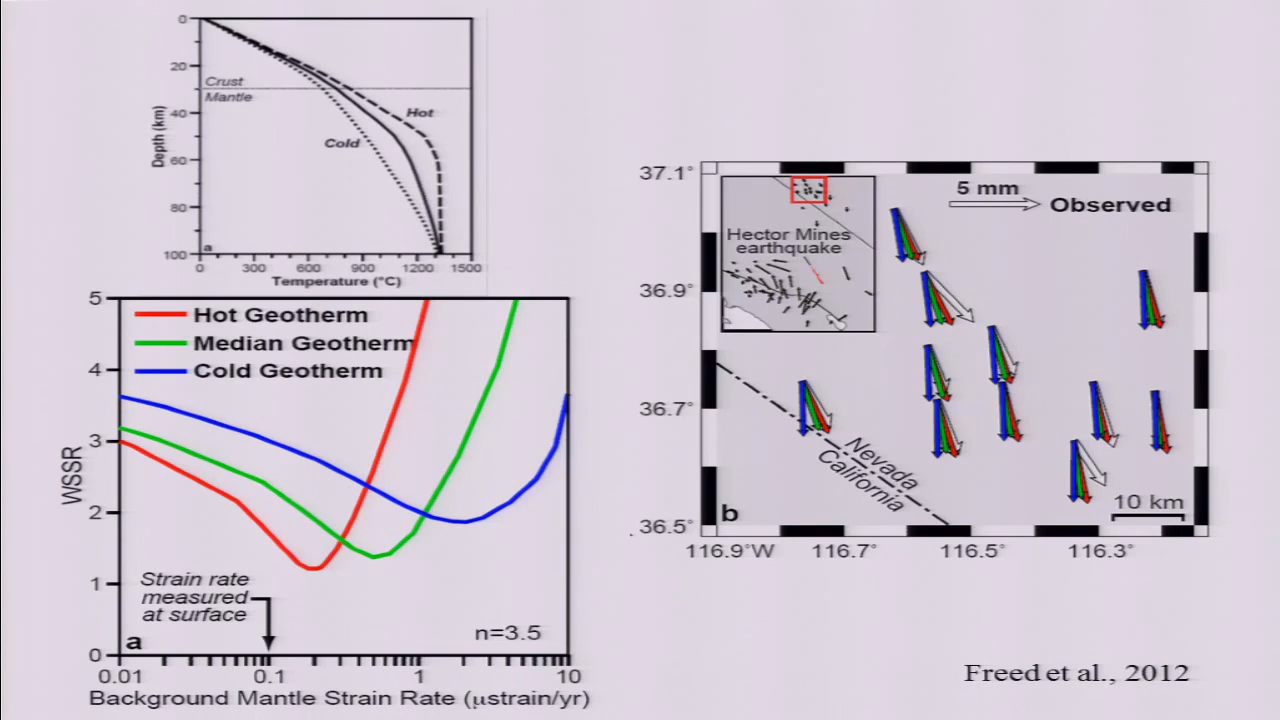 0
20
40
60
80
100
Depth (km)
Crust
Mantle
Hot
Cold
a
0 300 600 900 1200 1500
Temperature (°C)
5
4
3
2
1
0
WSSR
Hot Geotherm
Median Geotherm
Cold Geotherm
Strain rate
measured
at surface
a
n=3.5
0.01 0.1 1 10
Background Mantle Strain Rate (μstrain/yr)
37.1°
36.9°
36.7°
36.5°
5 mm
Observed
Hector Mines
earthquake
Nevada
California
b
10 km
116.9°W 116.7° 116.5° 116.3°
Freed et al., 2012